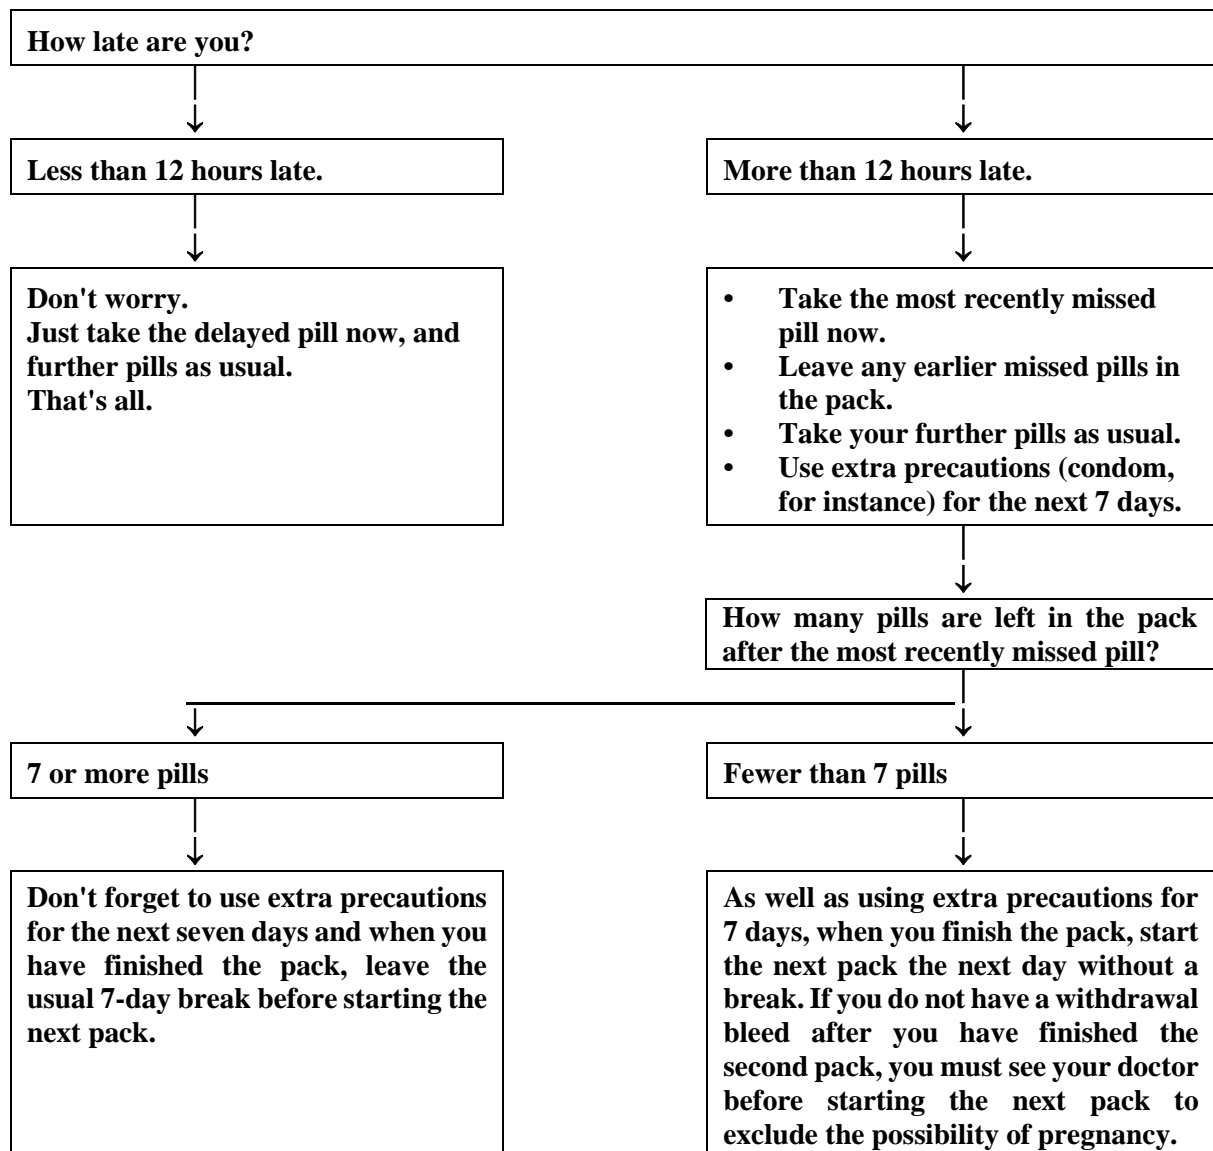 How late are you?
Less than 12 hours late.
More than 12 hours late.
Don't worry.
Just take the delayed pill now, and
further pills as usual.
That's all.
• Take the most recently missed
pill now.
• Leave any earlier missed pills in
the pack.
• Take your further pills as usual.
• Use extra precautions (condom,
for instance) for the next 7 days.
How many pills are left in the pack
after the most recently missed pill?
7 or more pills
Fewer than 7 pills
Don't forget to use extra precautions
for the next seven days and when you
have finished the pack, leave the
usual 7-day break before starting the
next pack.
As well as using extra precautions for
7 days, when you finish the pack, start
the next pack the next day without a
break. If you do not have a withdrawal
bleed after you have finished the
second pack, you must see your doctor
before starting the next pack to
exclude the possibility of pregnancy.